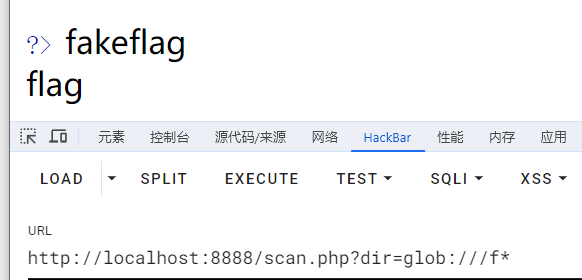 ?> fakeflag
flag
元素 控制台 源代码/来源 网络 HackBar 性能 内存 应用
LOAD SPLIT EXECUTE TEST SQLI XSS
URL
http://localhost:8888/scan.php?dir=glob:///f*